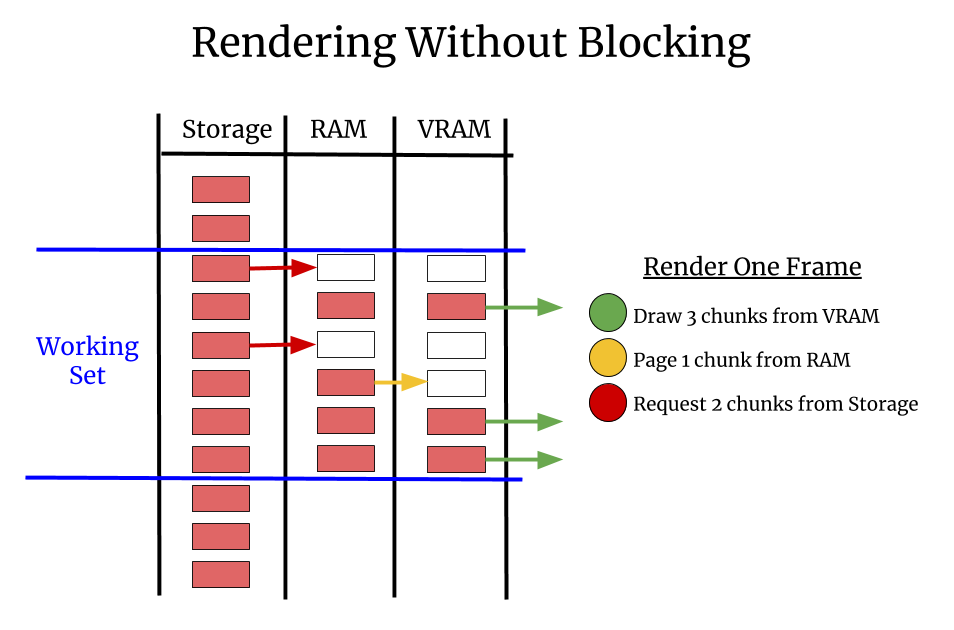 Rendering Without Blocking
Storage
RAM
VRAM
Working
Set
Render One Frame
Draw 3 chunks from VRAM
Page 1 chunk from RAM
Request 2 chunks from Storage